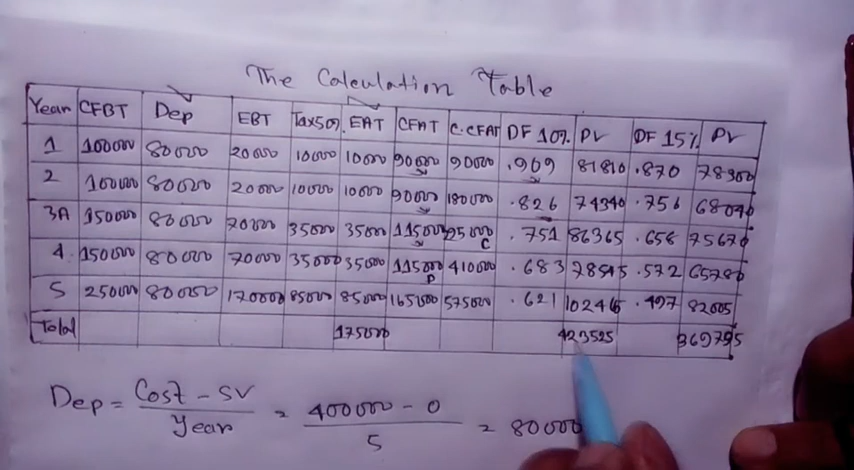 The Calculation Table
Year CFBT Dep EBT Tax50% EAT CFAT C.CFAT DF 10% PV DF 15% PV
1 100000 80000 20000 10000 10000 90000 90000 .909 81810 .870 78300
2 100000 80000 20000 10000 10000 90000 180000 .826 74340 .756 68040
3A 150000 80000 70000 35000 35000 115000 295000 C .751 86365 .658 75670
4 150000 80000 70000 35000 35000 115000 P 410000 .683 78545 .572 65780
5 250000 80000 170000 85000 85000 165000 575000 .621 102465 .497 82005
Total 175000 423525 369795
Dep = Cost - SV / Year = 400000 - 0 / 5 = 80000